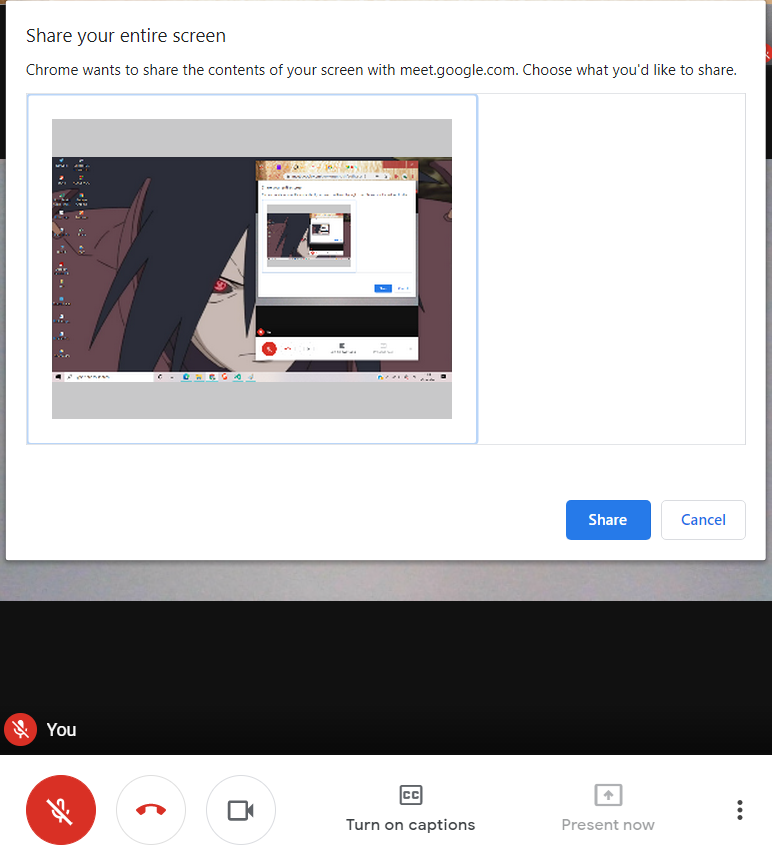 Share your entire screen
Chrome wants to share the contents of your screen with meet.google.com. Choose what you'd like to share.
Share
Cancel
You
CC
Turn on captions
Present now